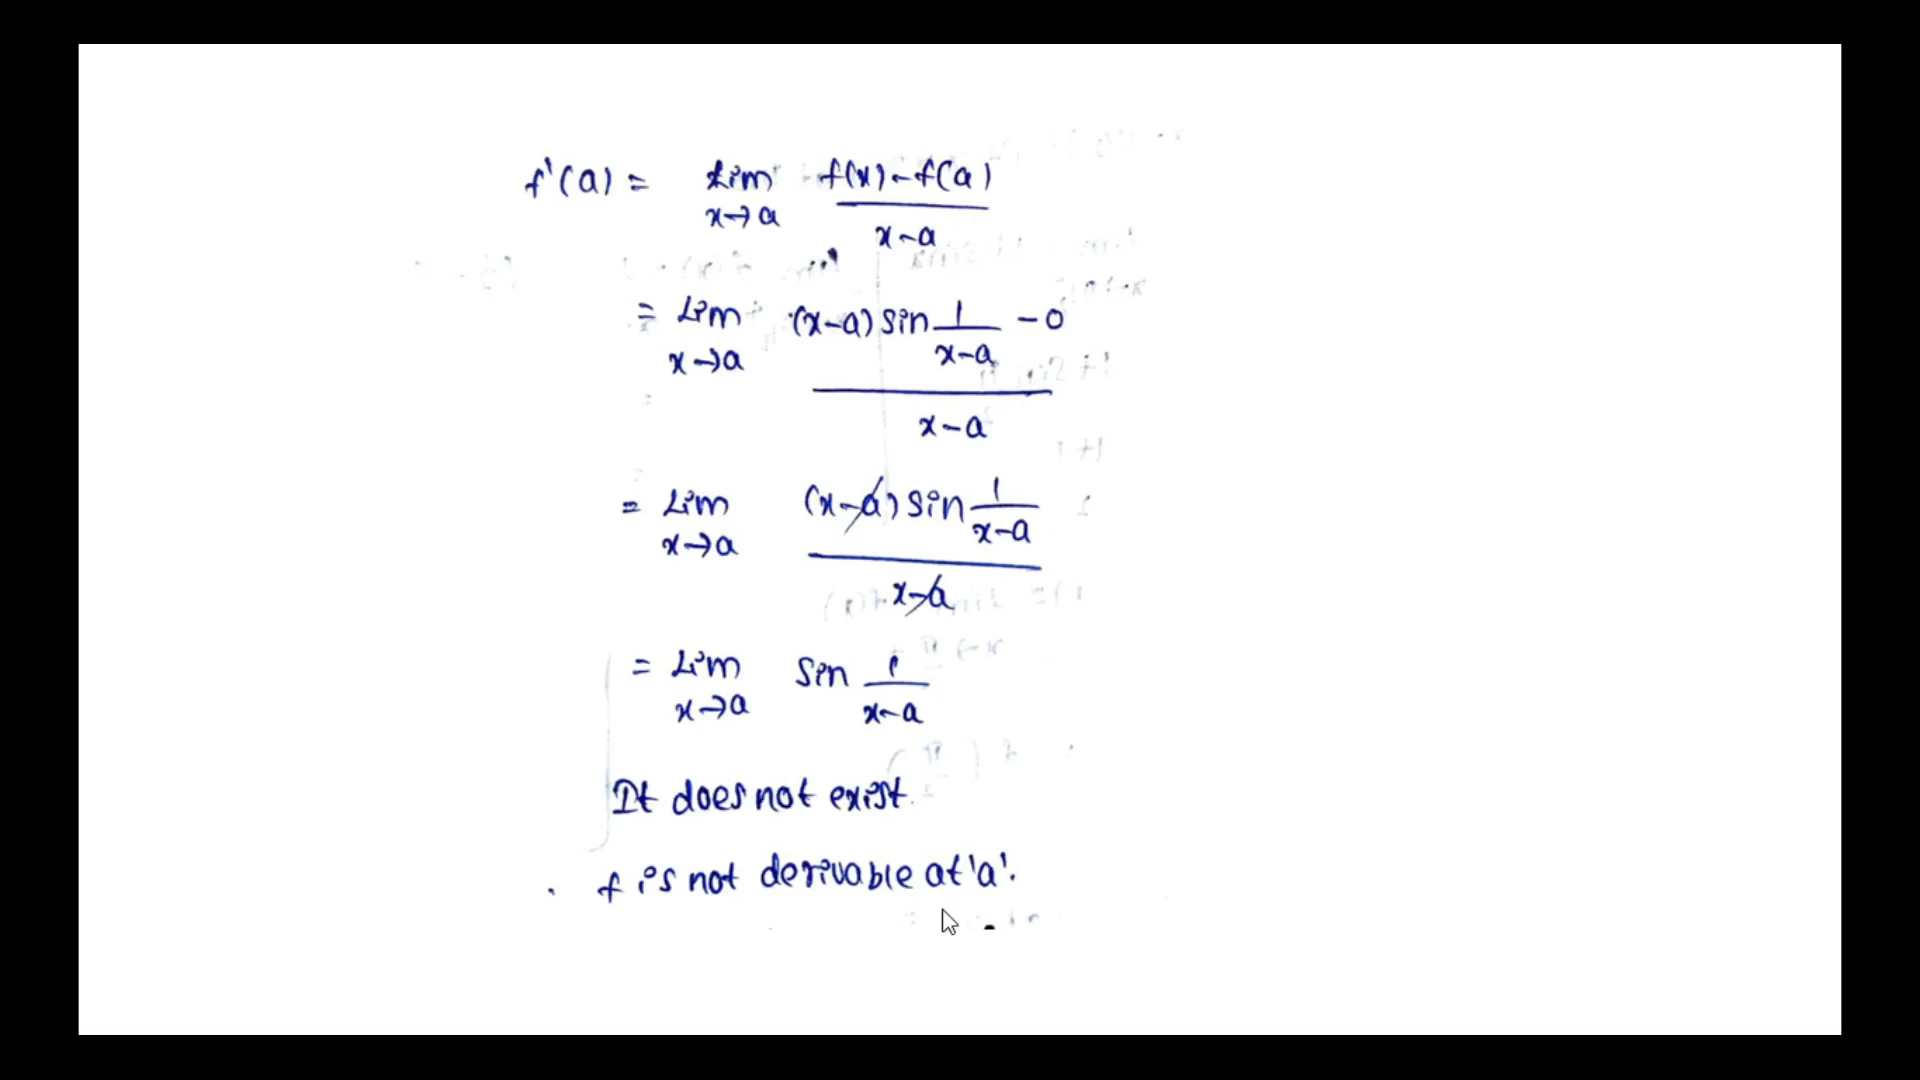 f'(a) = Lim x→a f(x) - f(a) / x-a
= Lim x→a (x-a) sin 1/x-a - 0 / x-a
= Lim x→a (x-a) sin 1/x-a / x-a
= Lim x→a sin 1/x-a
It does not exist.
f is not derivable at 'a'.